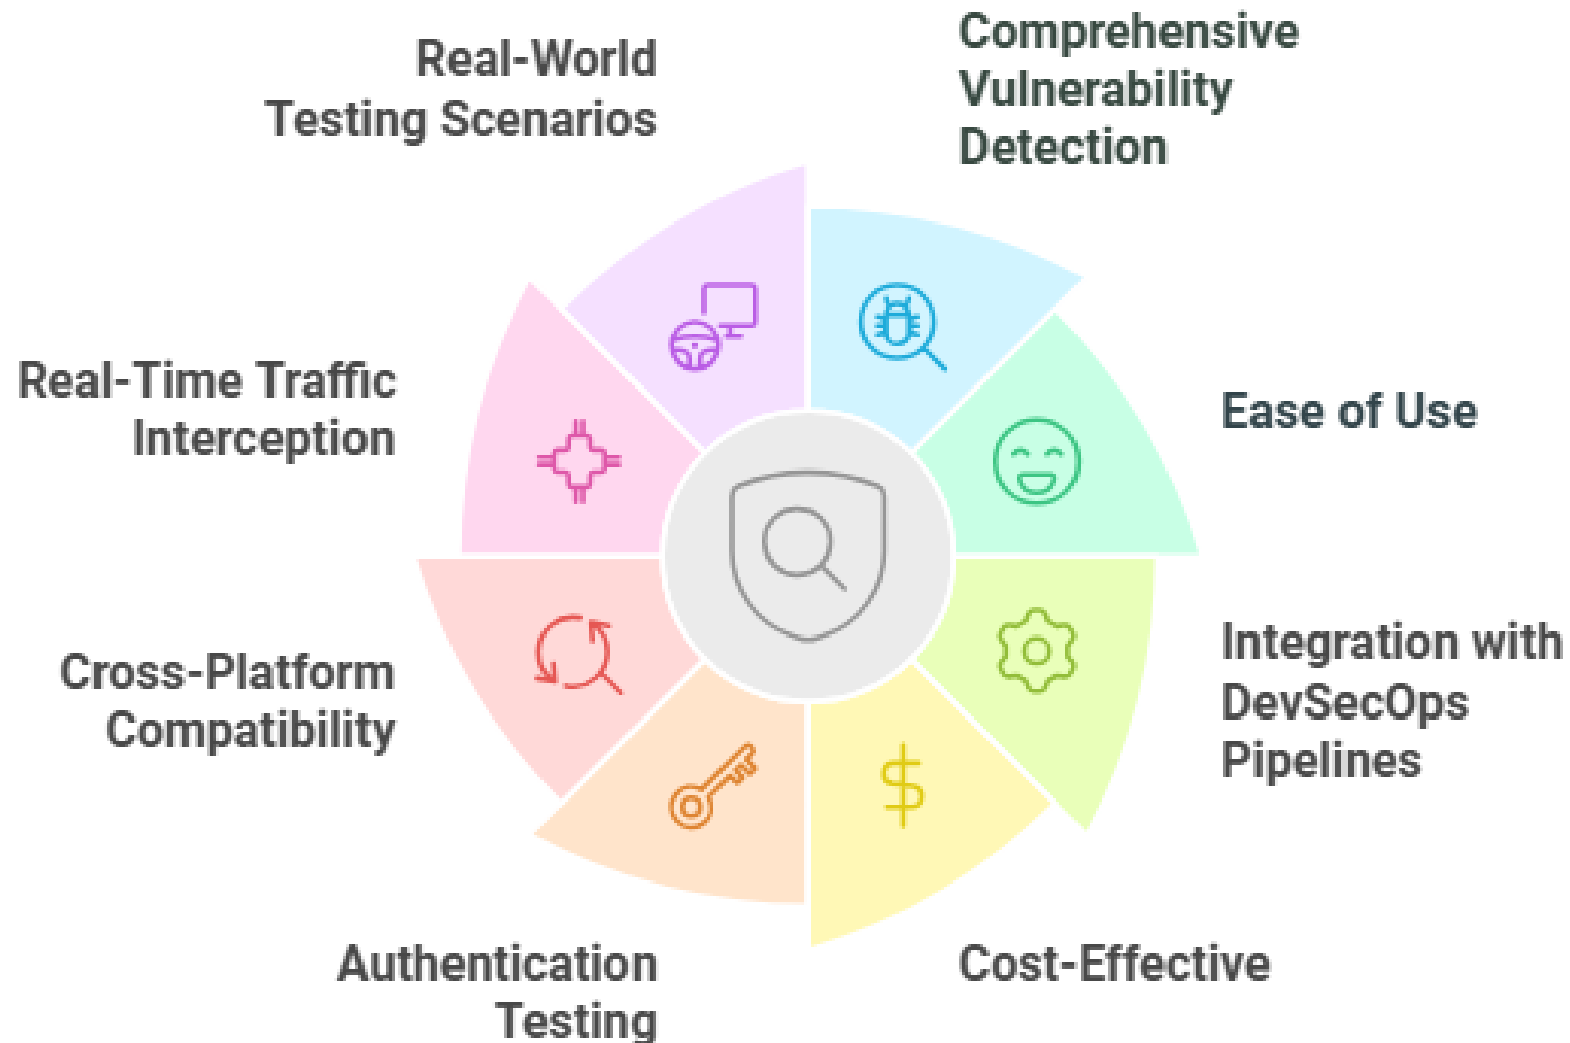 Real-World
Testing Scenarios
Comprehensive
Vulnerability
Detection
Real-Time Traffic
Interception
Ease of Use
Cross-Platform
Compatibility
Integration with
DevSecOps
Pipelines
Authentication
Testing
Cost-Effective